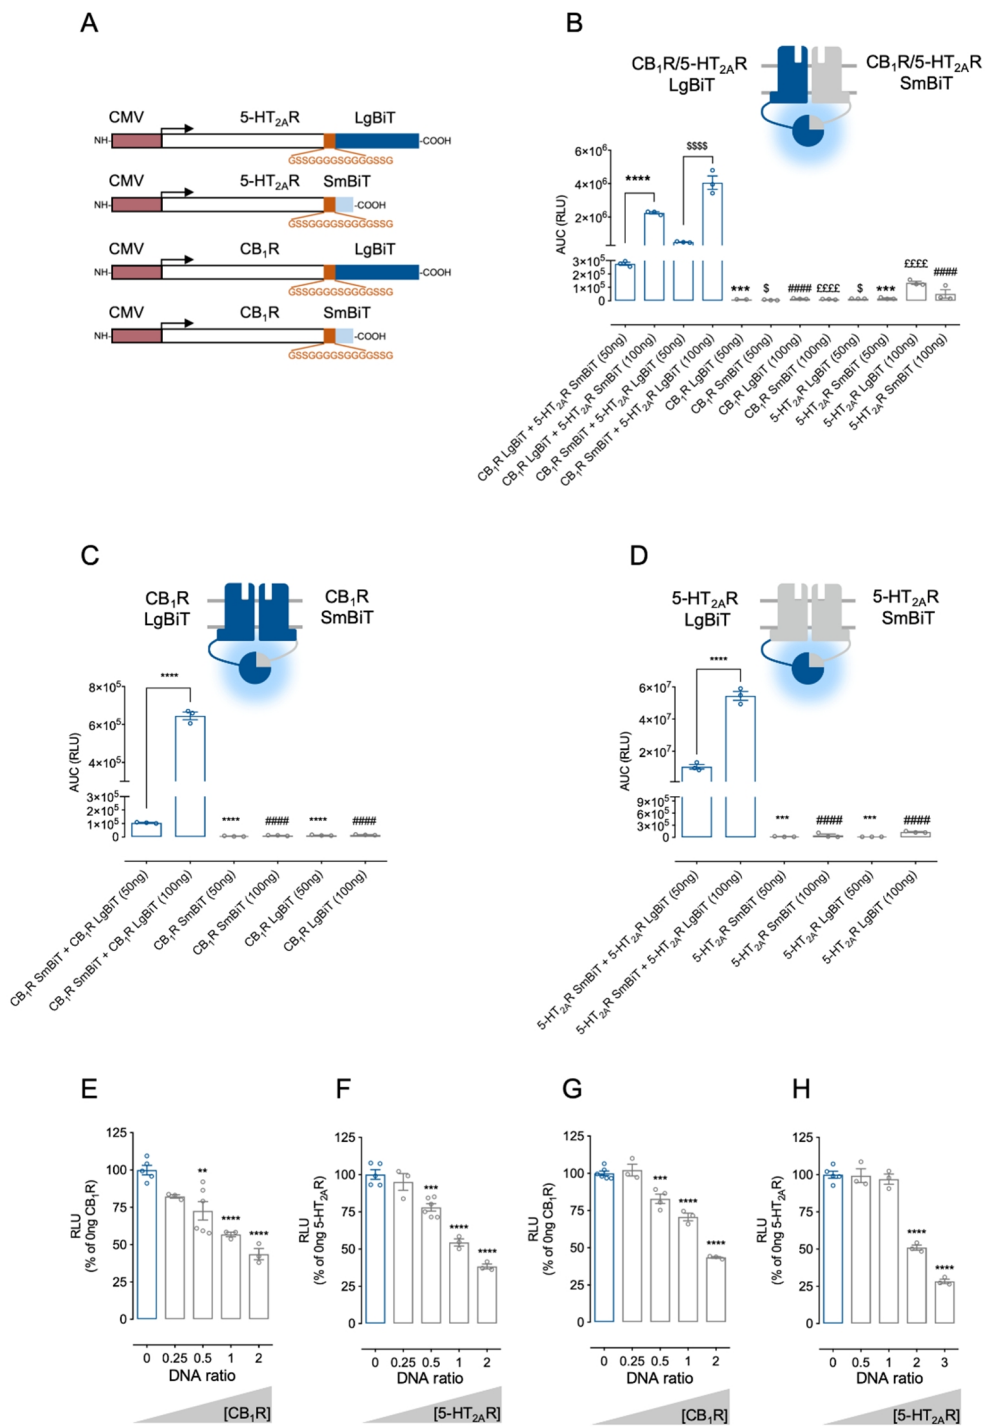 A
CMV 5-HT2AR LgBiT
NH- -COOH
GSSGGGGSGGGGSSG
CMV 5-HT2AR SmBiT
NH- -COOH
GSSGGGGSGGGGSSG
CMV CB1R LgBiT
NH- -COOH
GSSGGGGSGGGGSSG
CMV CB1R SmBiT
NH- -COOH
GSSGGGGSGGGGSSG
B
CB1R/5-HT2AR
LgBiT
CB1R/5-HT2AR
SmBiT
AUC (RLU)
6×10^6
4×10^6
2×10^6
3×10^5
2×10^5
1×10^5
0
**** $$$$ *** $ #### ££££ $ *** ££££ ####
CB1R LgBiT + 5-HT2AR SmBiT (50ng)
CB1R LgBiT + 5-HT2AR SmBiT (100ng)
CB1R SmBiT + 5-HT2AR LgBiT (50ng)
CB1R SmBiT + 5-HT2AR LgBiT (100ng)
CB1R LgBiT (50ng)
CB1R SmBiT (50ng)
CB1R LgBiT (100ng)
CB1R SmBiT (100ng)
5-HT2AR LgBiT (50ng)
5-HT2AR SmBiT (50ng)
5-HT2AR LgBiT (100ng)
5-HT2AR SmBiT (100ng)
C
CB1R
LgBiT
CB1R
SmBiT
AUC (RLU)
8×10^5
6×10^5
4×10^5
3×10^5
2×10^5
1×10^5
0
**** **** #### **** ####
CB1R SmBiT + CB1R LgBiT (50ng)
CB1R SmBiT + CB1R LgBiT (100ng)
CB1R SmBiT (50ng)
CB1R SmBiT (100ng)
CB1R LgBiT (50ng)
CB1R LgBiT (100ng)
D
5-HT2AR
LgBiT
5-HT2AR
SmBiT
AUC (RLU)
6×10^7
4×10^7
2×10^7
9×10^5
6×10^5
3×10^5
0
**** *** #### *** ####
5-HT2AR SmBiT + 5-HT2AR LgBiT (50ng)
5-HT2AR SmBiT + 5-HT2AR LgBiT (100ng)
5-HT2AR SmBiT (50ng)
5-HT2AR SmBiT (100ng)
5-HT2AR LgBiT (50ng)
5-HT2AR LgBiT (100ng)
E
RLU
(% of 0ng CB1R)
125
100
75
50
25
0
** **** ****
0 0.25 0.5 1 2
DNA ratio
[CB1R]
F
RLU
(% of 0ng 5-HT2AR)
125
100
75
50
25
0
*** **** ****
0 0.25 0.5 1 2
DNA ratio
[5-HT2AR]
G
RLU
(% of 0ng CB1R)
125
100
75
50
25
0
*** **** ****
0 0.25 0.5 1 2
DNA ratio
[CB1R]
H
RLU
(% of 0ng 5-HT2AR)
125
100
75
50
25
0
**** ****
0 0.5 1 2 3
DNA ratio
[5-HT2AR]